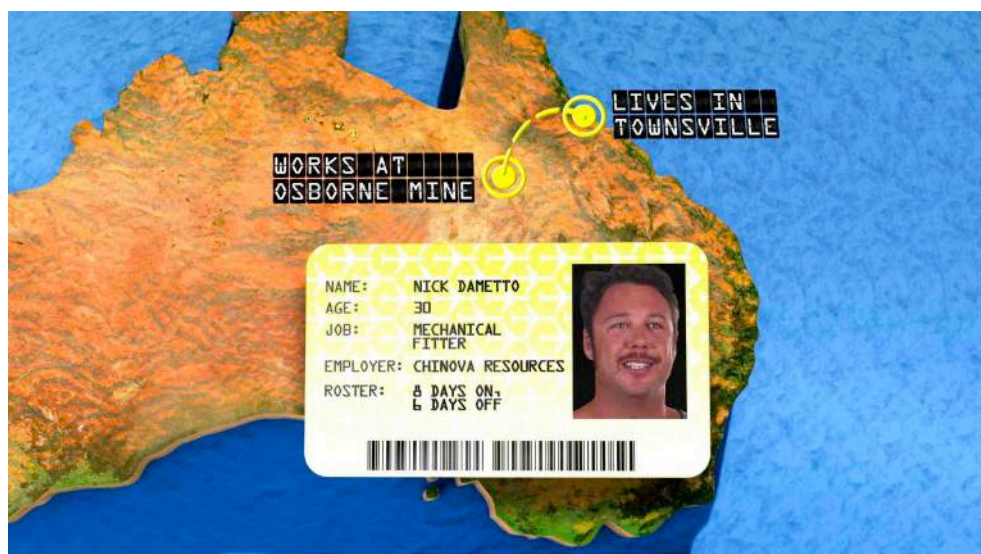 LIVES IN
TOWNSVILLE
WORKS AT
OSBORNE MINE
NAME: NICK DAMETTO
AGE: 30
JOB: MECHANICAL
FITTER
EMPLOYER: CHINOVA RESOURCES
ROSTER: 8 DAYS ON,
6 DAYS OFF